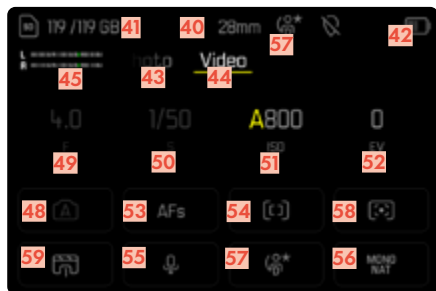 119 /119 GB 41 40 28mm 57 42
L
R
45 43 oto 44 Video
4.0 1/50 A800 0
49 50 51 ISO 52 EV
48 A 53 AFs 54 58
59 55 57 56 MONO
NAT